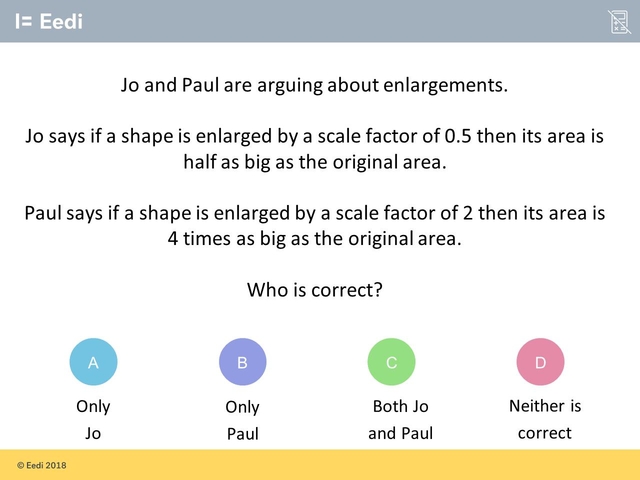 I= Eedi
Jo and Paul are arguing about enlargements.
Jo says if a shape is enlarged by a scale factor of 0.5 then its area is
half as big as the original area.
Paul says if a shape is enlarged by a scale factor of 2 then its area is
4 times as big as the original area.
Who is correct?
A B C D
Only Only Both Jo Neither is
Jo Paul and Paul correct
© Eedi 2018